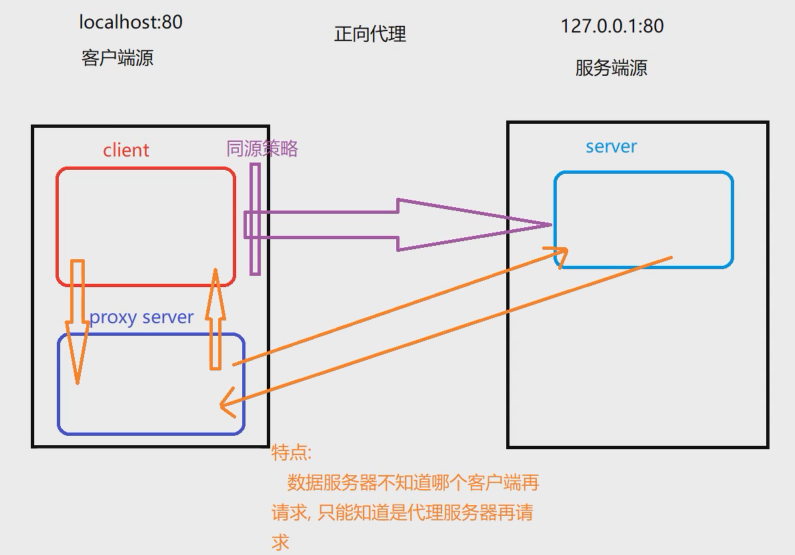 localhost:80
客户端源
正向代理
127.0.0.1:80
服务端源
client
同源策略
server
proxy server
特点:
数据服务器不知道哪个客户端再
请求, 只能知道是代理服务器再请
求